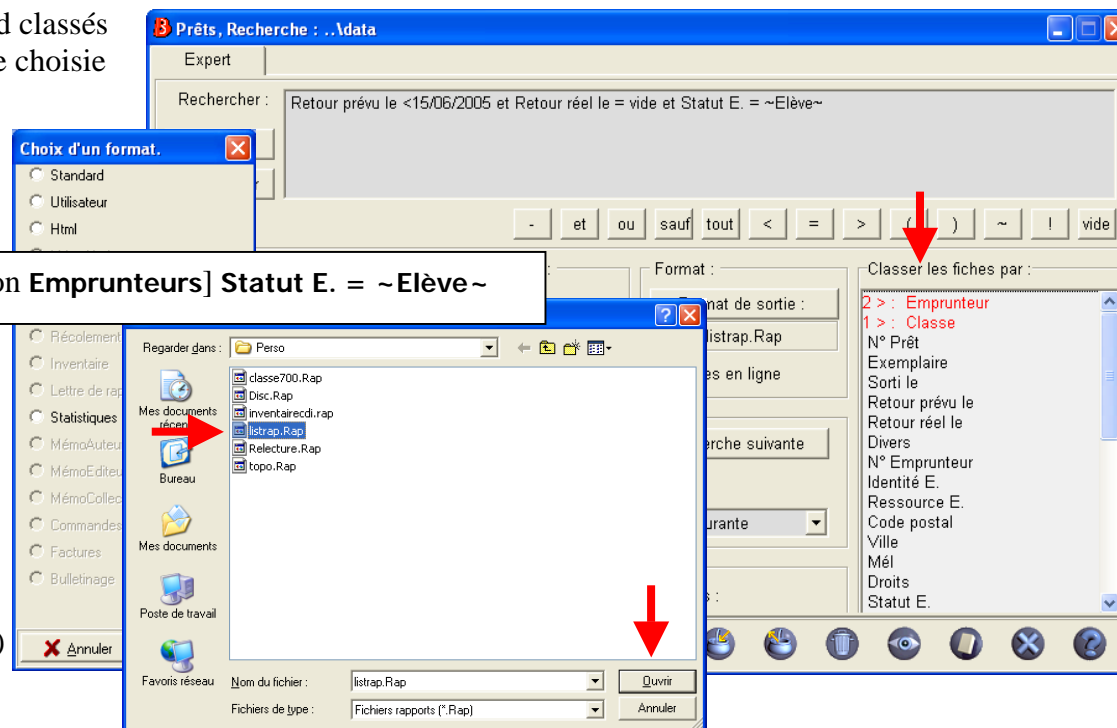 d classés
e choisie
Prêts, Recherche : ..\data
Expert
Rechercher :
Retour prévu le <15/06/2005 et Retour réel le = vide et Statut E. = ~Elève~
- et ou sauf tout < = > ( ) ~ ! vide
Choix d'un format.
Standard
Utilisateur
Html
on Emprunteurs] Statut E. = ~Elève~
Récolement
Inventaire
Lettre de rap
Statistiques
MémoAuteu
MémoEditeu
MémoCollec
Commandes
Factures
Bulletinage
Annuler
)
Regarder dans :
Perso
Mes documents
récen
Bureau
Mes documents
Poste de travail
Favoris réseau
classe700.Rap
Disc.Rap
inventairecdi.rap
listrap.Rap
Relecture.Rap
topo.Rap
Nom du fichier :
listrap.Rap
Ouvrir
Fichiers de type :
Fichiers rapports (*.Rap)
Annuler
Format :
mat de sortie :
listrap.Rap
es en ligne
erche suivante
urante
s :
Classer les fiches par :
2 > : Emprunteur
1 > : Classe
N° Prêt
Exemplaire
Sorti le
Retour prévu le
Retour réel le
Divers
N° Emprunteur
Identité E.
Ressource E.
Code postal
Ville
Mél
Droits
Statut E.